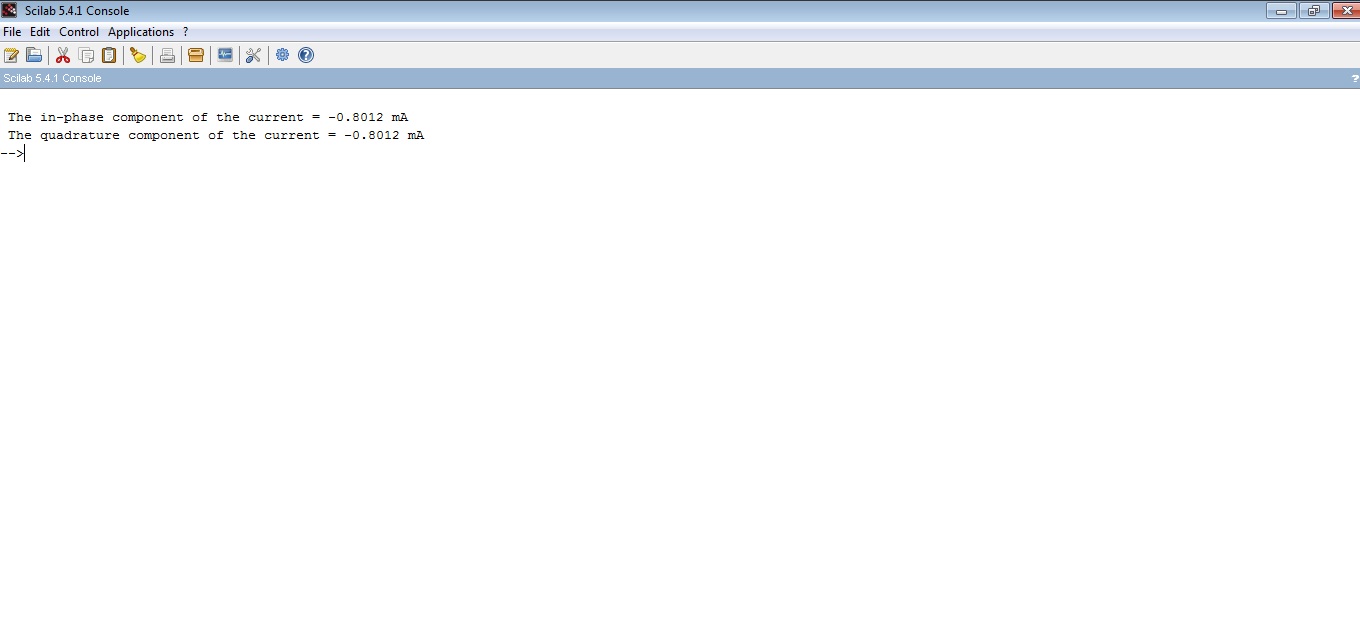 Scilab 5.4.1 Console
File Edit Control Applications ?
Scilab 5.4.1 Console ?
The in-phase component of the current = -0.8012 mA
The quadrature component of the current = -0.8012 mA
-->